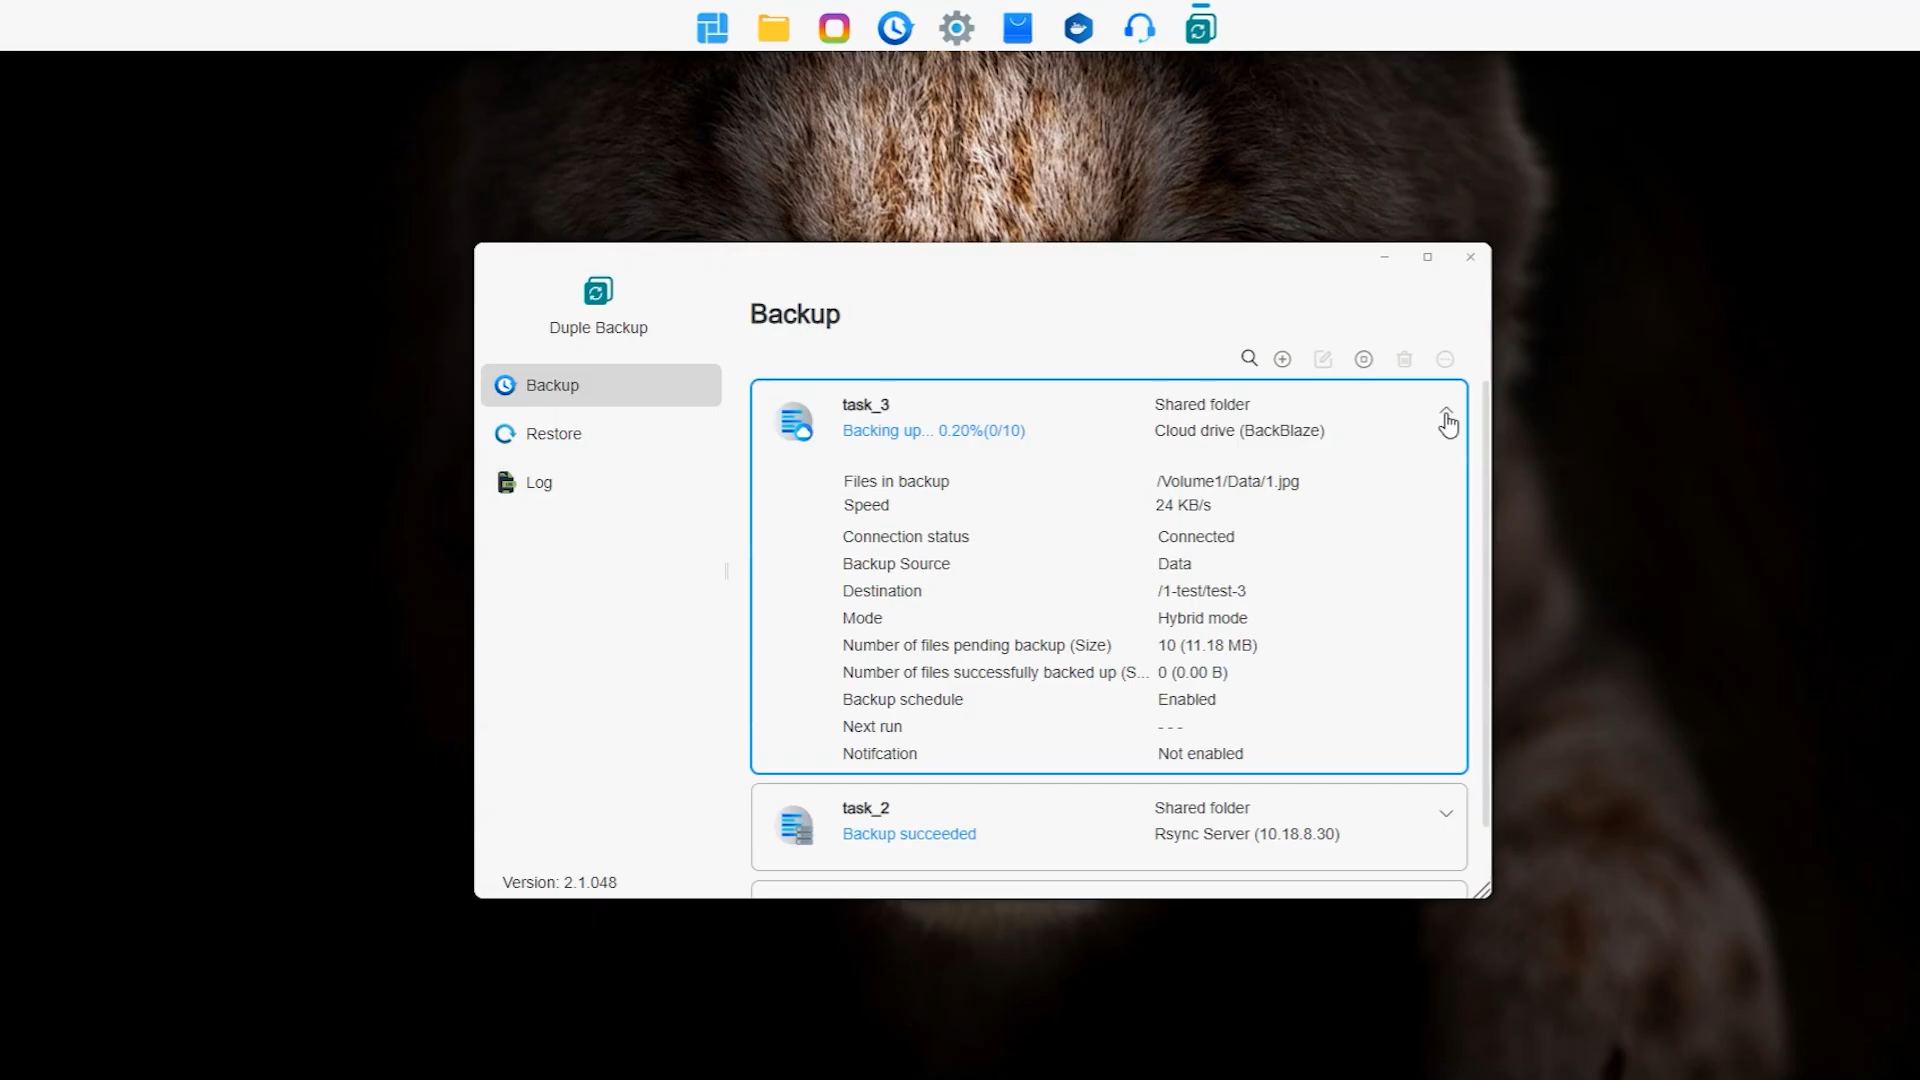 Duple Backup
Backup
Restore
Log
Version: 2.1.048
Backup
task_3 Shared folder
Backing up... 0.20%(0/10) Cloud drive (BackBlaze)
Files in backup /Volume1/Data/1.jpg
Speed 24 KB/s
Connection status Connected
Backup Source Data
Destination /1-test/test-3
Mode Hybrid mode
Number of files pending backup (Size) 10 (11.18 MB)
Number of files successfully backed up (S... 0 (0.00 B)
Backup schedule Enabled
Next run - - -
Notifcation Not enabled
task_2 Shared folder
Backup succeeded Rsync Server (10.18.8.30)